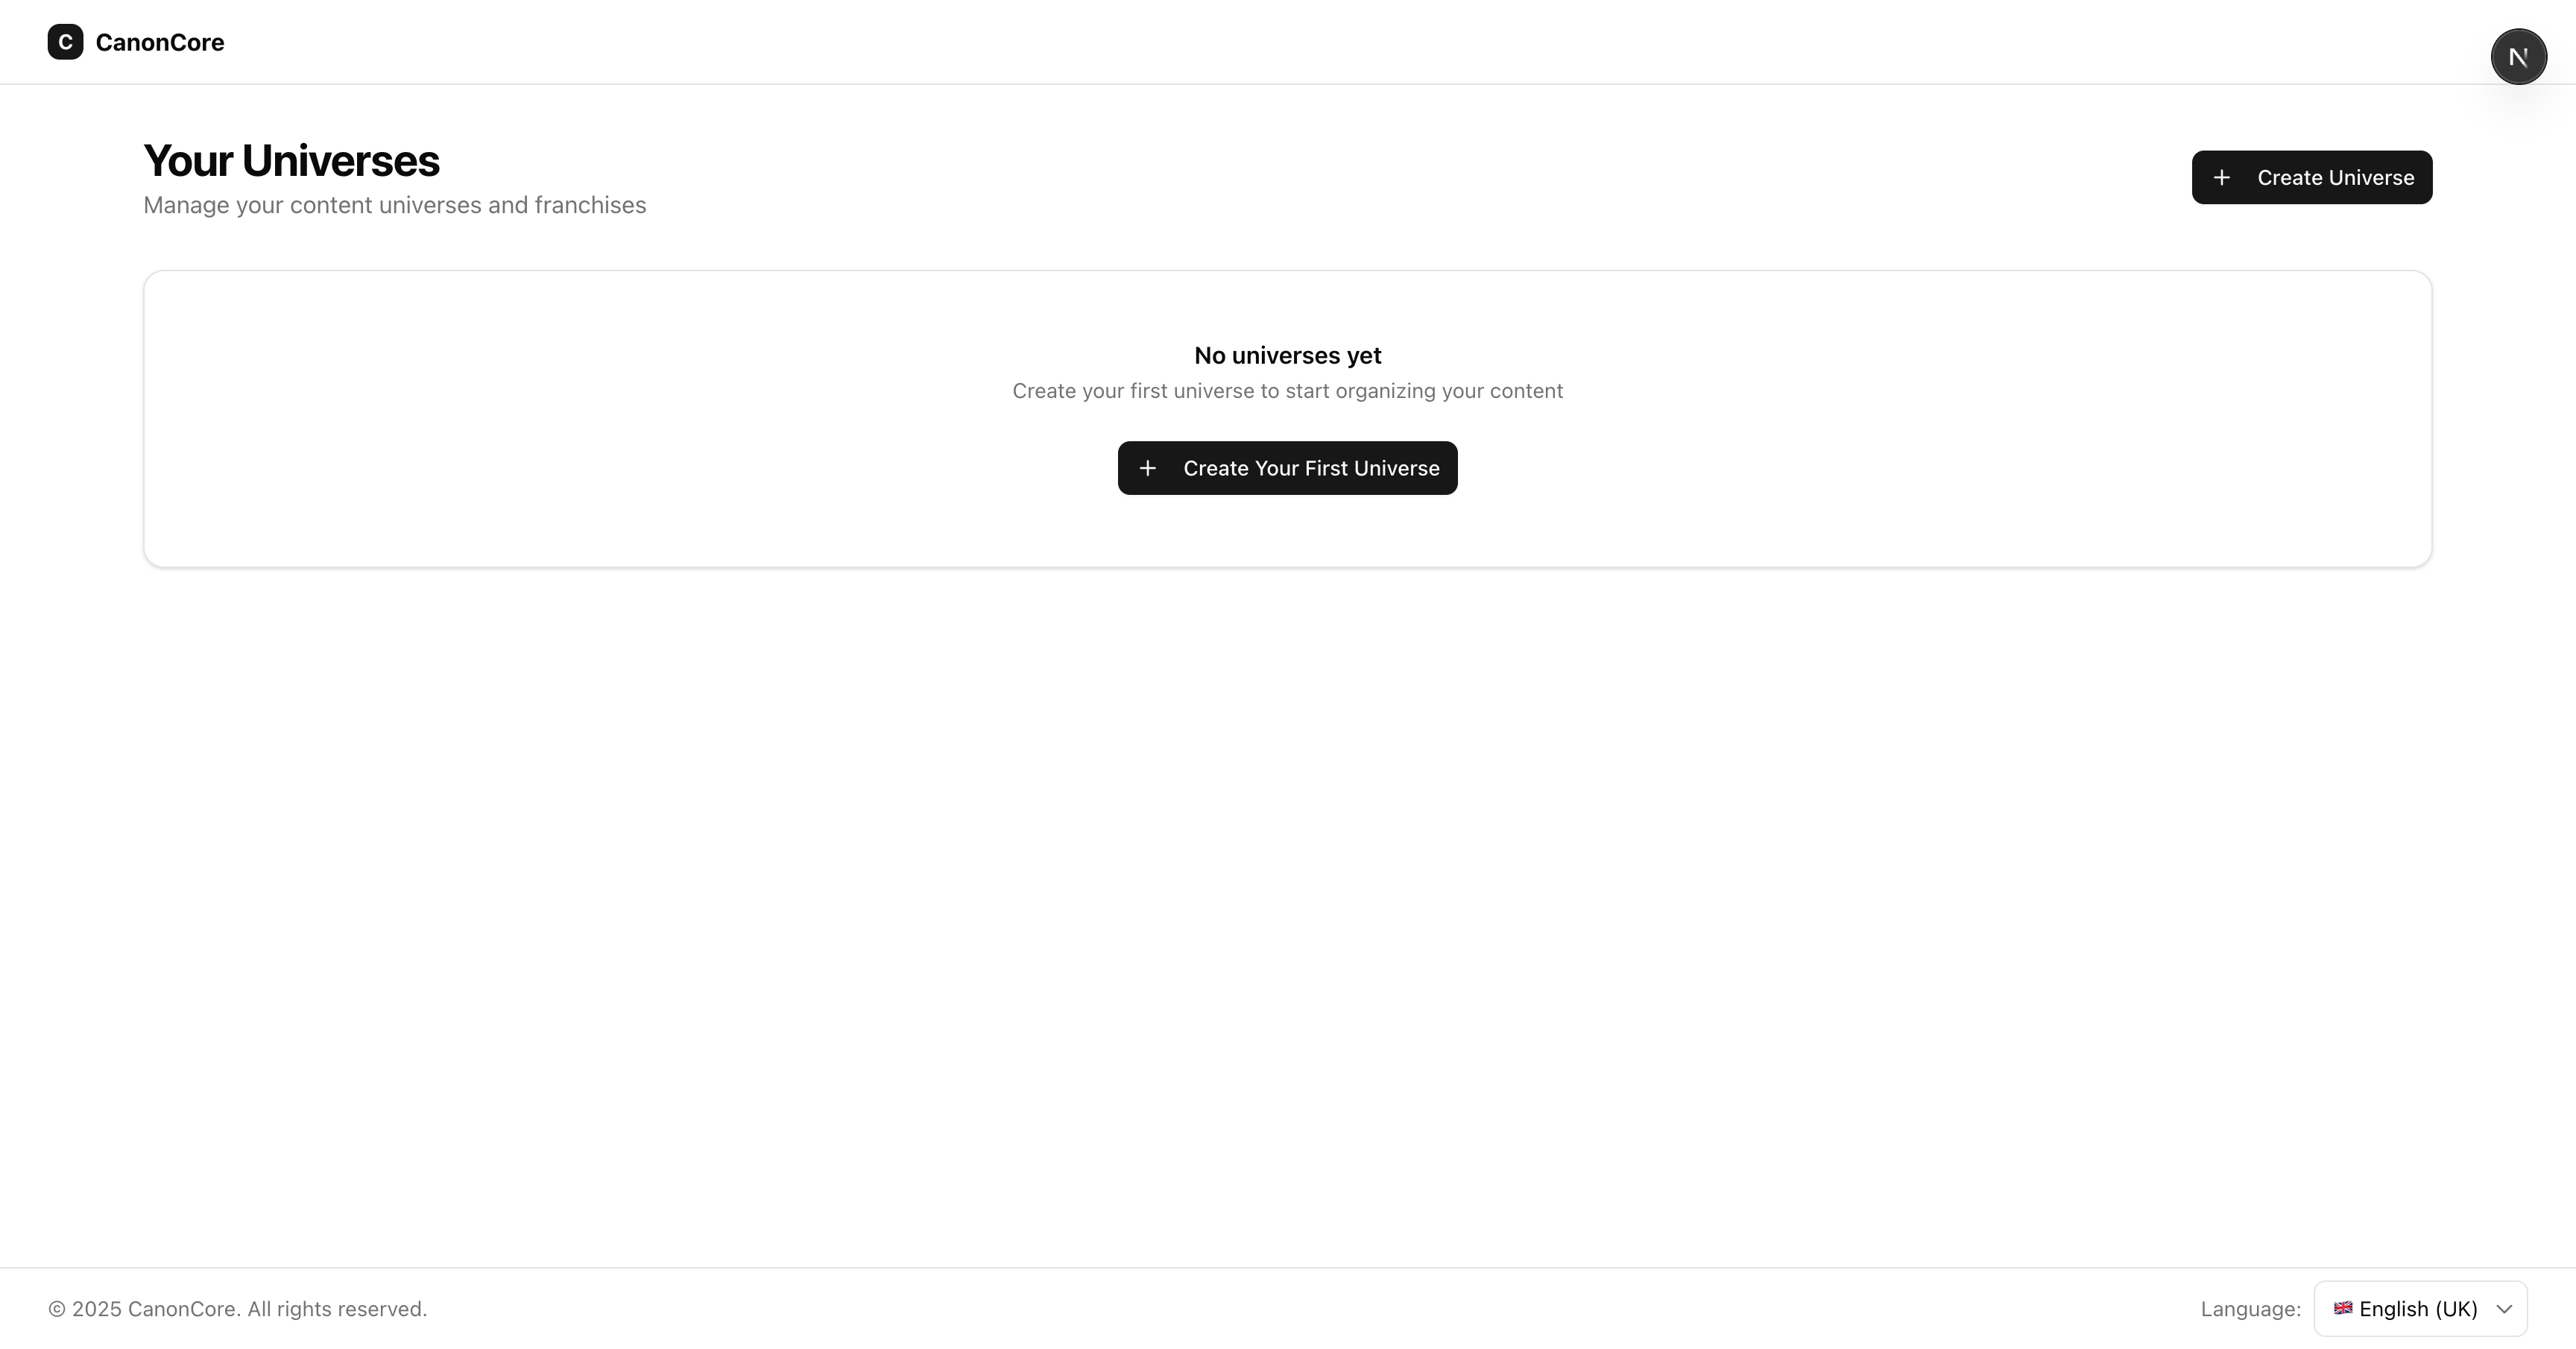 C CanonCore
N
Your Universes
Manage your content universes and franchises
+ Create Universe
No universes yet
Create your first universe to start organizing your content
+ Create Your First Universe
© 2025 CanonCore. All rights reserved.
Language: 🇬🇧 English (UK)